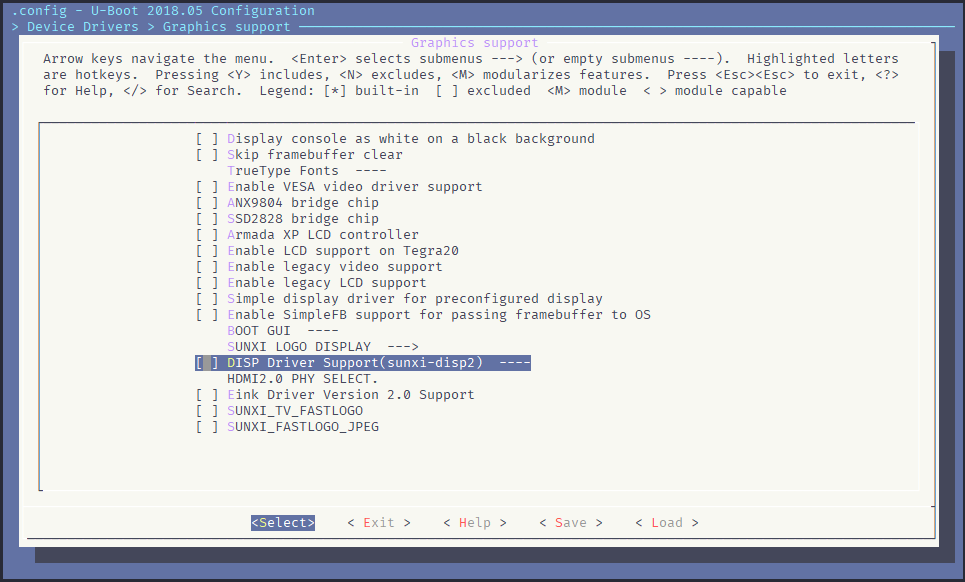 .config - U-Boot 2018.05 Configuration
> Device Drivers > Graphics support
Graphics support
Arrow keys navigate the menu.  <Enter> selects submenus ---> (or empty submenus ----).  Highlighted letters
are hotkeys.  Pressing <Y> includes, <N> excludes, <M> modularizes features.  Press <Esc><Esc> to exit, <?>
for Help, </> for Search.  Legend: [*] built-in  [ ] excluded  <M> module  < > module capable
[ ] Display console as white on a black background
[ ] Skip framebuffer clear
TrueType Fonts  ----
[ ] Enable VESA video driver support
[ ] ANX9804 bridge chip
[ ] SSD2828 bridge chip
[ ] Armada XP LCD controller
[ ] Enable LCD support on Tegra20
[ ] Enable legacy video support
[ ] Enable legacy LCD support
[ ] Simple display driver for preconfigured display
[ ] Enable SimpleFB support for passing framebuffer to OS
BOOT GUI  ----
SUNXI LOGO DISPLAY  --->
[ ] DISP Driver Support(sunxi-disp2)  ----
HDMI2.0 PHY SELECT.
[ ] Eink Driver Version 2.0 Support
[ ] SUNXI_TV_FASTLOGO
[ ] SUNXI_FASTLOGO_JPEG
<Select>    < Exit >    < Help >    < Save >    < Load >